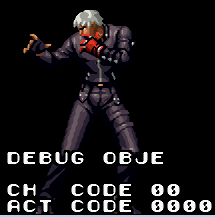 DEBUG OBJE
CH CODE 00
ACT CODE 0000